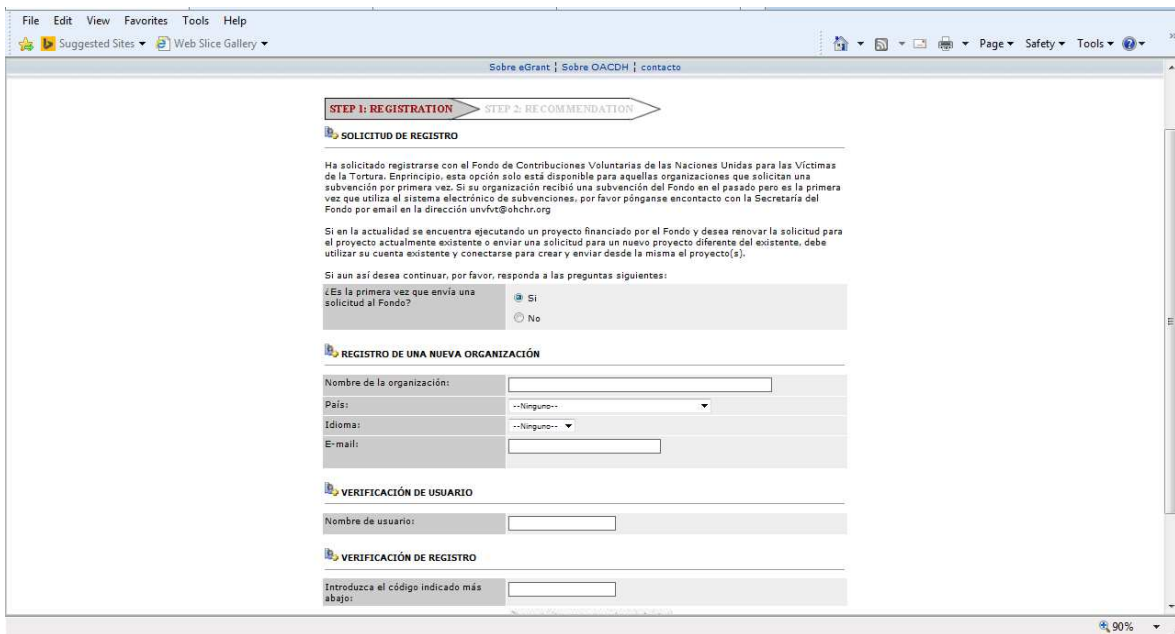 File Edit View Favorites Tools Help
Suggested Sites Web Slice Gallery Page Safety Tools
Sobre eGrant ¦ Sobre OACDH ¦ contacto
STEP 1: REGISTRATION STEP 2: RECOMMENDATION
SOLICITUD DE REGISTRO
Ha solicitado registrarse con el Fondo de Contribuciones Voluntarias de las Naciones Unidas para las Víctimas
de la Tortura. Enprincipio, esta opción solo está disponible para aquellas organizaciones que solicitan una
subvención por primera vez. Si su organización recibió una subvención del Fondo en el pasado pero es la primera
vez que utiliza el sistema electrónico de subvenciones, por favor pónganse encontacto con la Secretaría del
Fondo por email en la dirección unvfvt@ohchr.org
Si en la actualidad se encuentra ejecutando un proyecto financiado por el Fondo y desea renovar la solicitud para
el proyecto actualmente existente o enviar una solicitud para un nuevo proyecto diferente del existente, debe
utilizar su cuenta existente y conectarse para crear y enviar desde la misma el proyecto(s).
Si aun así desea continuar, por favor, responda a las preguntas siguientes:
¿Es la primera vez que envía una
solicitud al Fondo?
Si
No
REGISTRO DE UNA NUEVA ORGANIZACIÓN
Nombre de la organización:
País: --Ninguno--
Idioma: --Ninguno--
E-mail:
VERIFICACIÓN DE USUARIO
Nombre de usuario:
VERIFICACIÓN DE REGISTRO
Introduzca el código indicado más
abajo:
90%